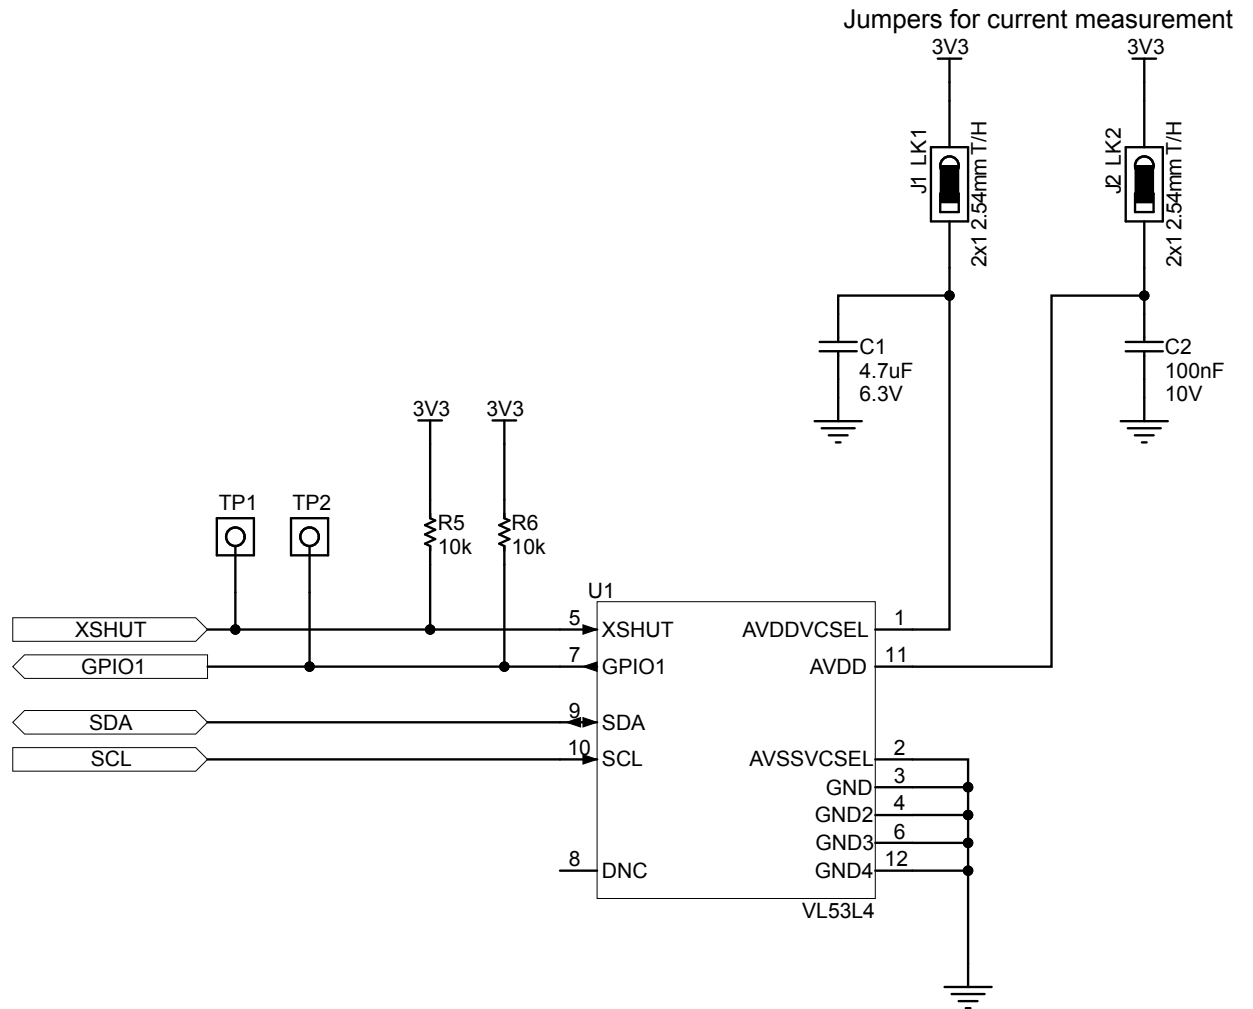 Jumpers for current measurement
3V3
3V3
J1 LK1
2x1 2.54mm T/H
J2 LK2
2x1 2.54mm T/H
C1
4.7uF
6.3V
C2
100nF
10V
3V3
3V3
TP1
TP2
R5
10k
R6
10k
U1
XSHUT
5
XSHUT
AVDDVCSEL
1
GPIO1
7
GPIO1
AVDD
11
SDA
9
SDA
SCL
10
SCL
AVSSVCSEL
2
GND
3
GND2
4
GND3
6
8
DNC
GND4
12
VL53L4